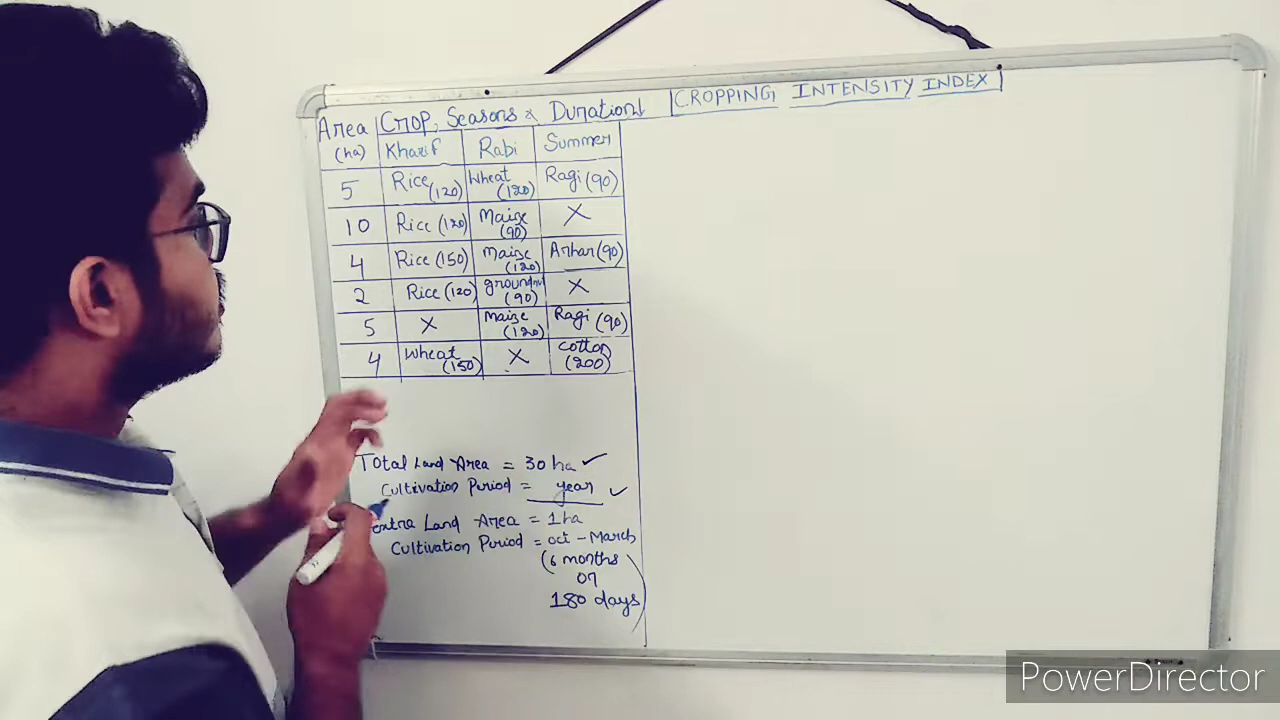 CROPPING INTENSITY INDEX
Area (ha) Crop, Seasons & Duration
Kharif Rabi Summer
5 Rice (120) Wheat (120) Ragi (90)
10 Rice (120) Maize (90) X
4 Rice (150) Maize (120) Arhar (90)
2 Rice (120) groundnut (90) X
5 X Maize (120) Ragi (90)
4 Wheat (150) X Cotton (200)
Total Land Area = 30 ha ✓
Cultivation Period = year ✓
extra Land Area = 1 ha
Cultivation Period = oct - March
(6 months
or
180 days)
PowerDirector